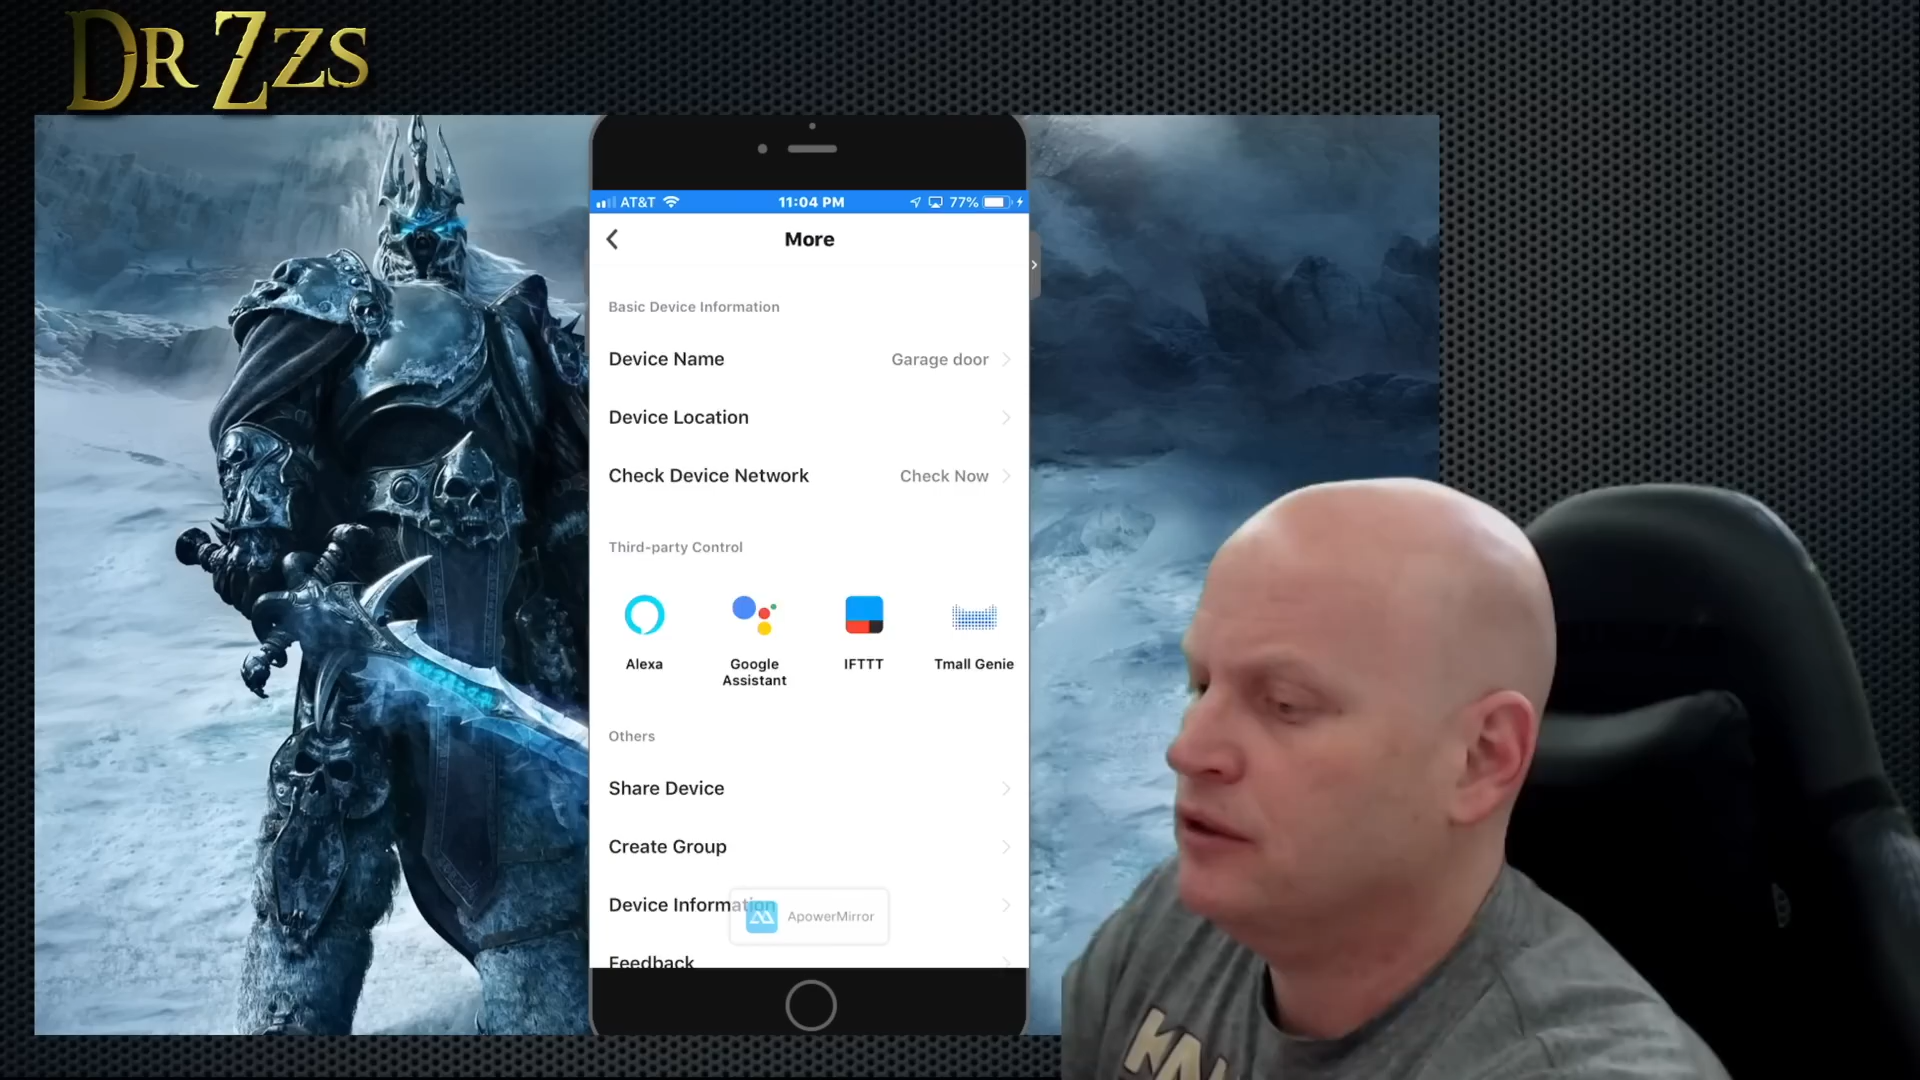 DR ZZS
AT&T 11:04 PM 77%
More
Basic Device Information
Device Name Garage door
Device Location
Check Device Network Check Now
Third-party Control
Alexa
Google
Assistant
IFTTT
Tmall Genie
Others
Share Device
Create Group
Device Information
ApowerMirror
Feedback